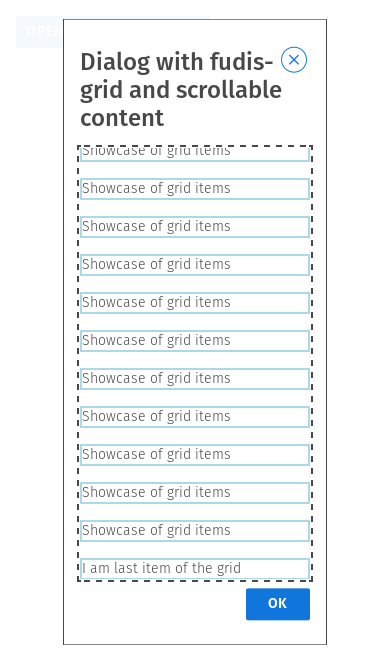 OPEN
Dialog with fudis-
grid and scrollable
content
Showcase of grid items
Showcase of grid items
Showcase of grid items
Showcase of grid items
Showcase of grid items
Showcase of grid items
Showcase of grid items
Showcase of grid items
Showcase of grid items
Showcase of grid items
Showcase of grid items
I am last item of the grid
OK